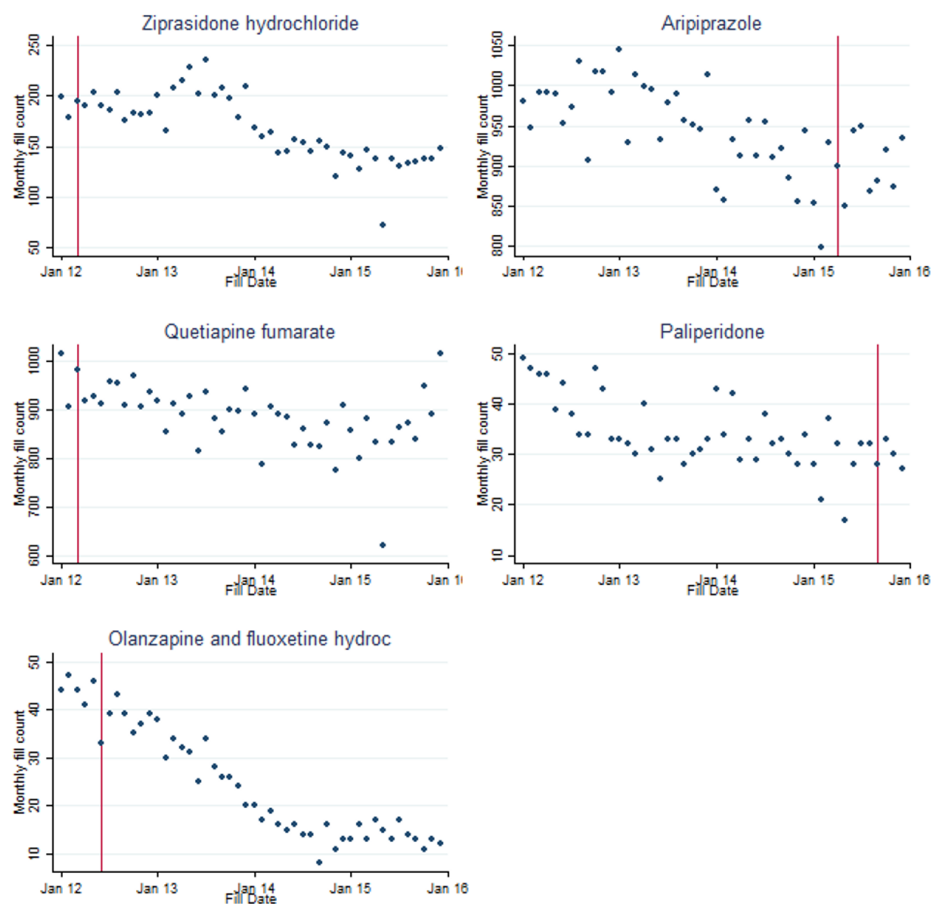 Ziprasidone hydrochloride
Monthly fill count
250
200
150
100
50
Jan 12 Jan 13 Jan 14 Jan 15 Jan 1
Fill Date
Aripiprazole
Monthly fill count
1050
1000
950
900
850
800
Jan 12 Jan 13 Jan 14 Jan 15 Jan 16
Fill Date
Quetiapine fumarate
Monthly fill count
1000
900
800
700
600
Jan 12 Jan 13 Jan 14 Jan 15 Jan 1
Fill Date
Paliperidone
Monthly fill count
50
40
30
20
10
Jan 12 Jan 13 Jan 14 Jan 15 Jan 16
Fill Date
Olanzapine and fluoxetine hydroc
Monthly fill count
50
40
30
20
10
Jan 12 Jan 13 Jan 14 Jan 15 Jan 16
Fill Date